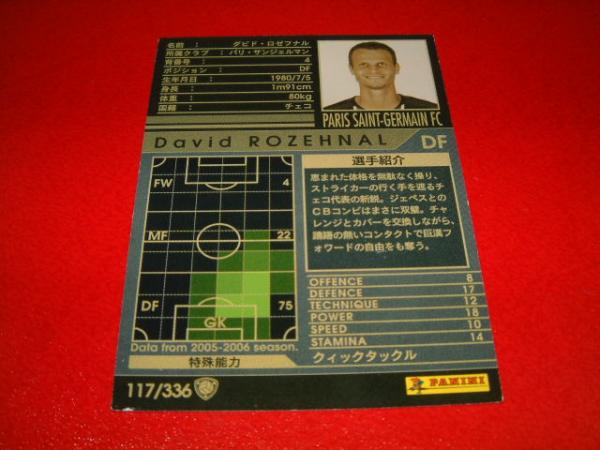 名前 : ダビド・ロゼフナル
所属クラブ : パリ・サンジェルマン
背番号 : 4
ポジション : DF
生年月日 : 1980/7/5
身長 : 1m91cm
体重 : 80kg
国籍 : チェコ
PARIS SAINT-GERMAIN FC
David ROZEHNAL DF
FW 4
MF 22
DF 75
GK
Data from 2005-2006 season.
選手紹介
恵まれた体格を無駄なく操り、
ストライカーの行く手を遮るチ
ェコ代表の新鋭。ジェペスとの
CBコンビはまさに双璧。チャ
レンジとカバーを交換しながら、
躊躇の無いコンタクトで巨漢フ
ォワードの自由をも奪う。
OFFENCE 8
DEFENCE 17
TECHNIQUE 12
POWER 18
SPEED 10
STAMINA 14
特殊能力 クィックタックル
117/336
PANINI